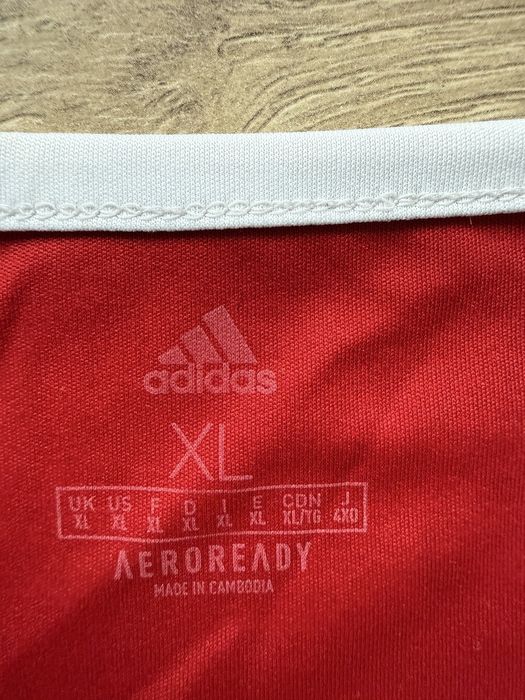 adidas
XL
UK US F D I E CDN J
XL XL XL XL XL XL XL/TG 4XO
AEROREADY
MADE IN CAMBODIA